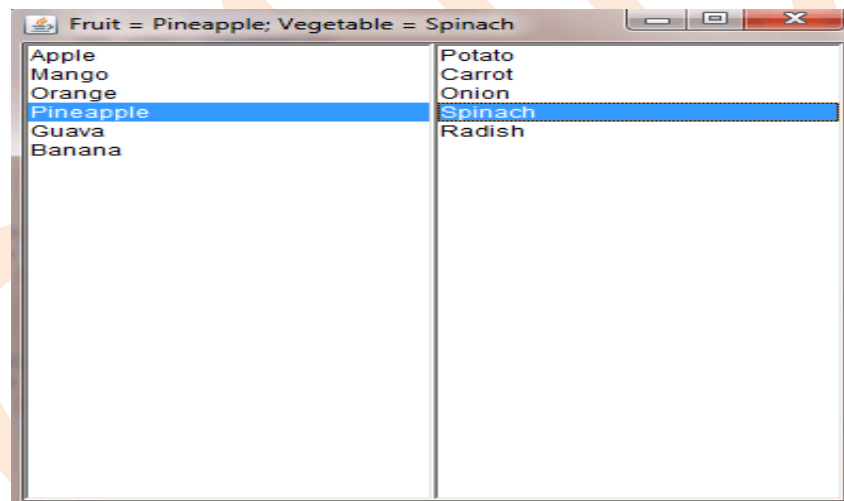 Fruit = Pineapple; Vegetable = Spinach
Apple
Mango
Orange
Pineapple
Guava
Banana
Potato
Carrot
Onion
Spinach
Radish